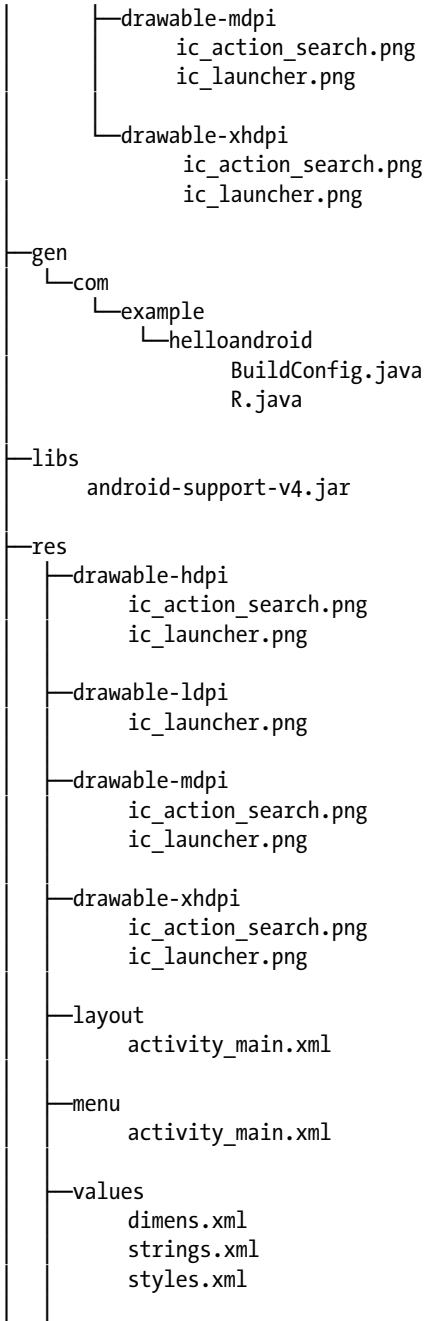 drawable-mdpi
ic_action_search.png
ic_launcher.png
drawable-xhdpi
ic_action_search.png
ic_launcher.png
gen
com
example
helloandroid
BuildConfig.java
R.java
libs
android-support-v4.jar
res
drawable-hdpi
ic_action_search.png
ic_launcher.png
drawable-ldpi
ic_launcher.png
drawable-mdpi
ic_action_search.png
ic_launcher.png
drawable-xhdpi
ic_action_search.png
ic_launcher.png
layout
activity_main.xml
menu
activity_main.xml
values
dimens.xml
strings.xml
styles.xml